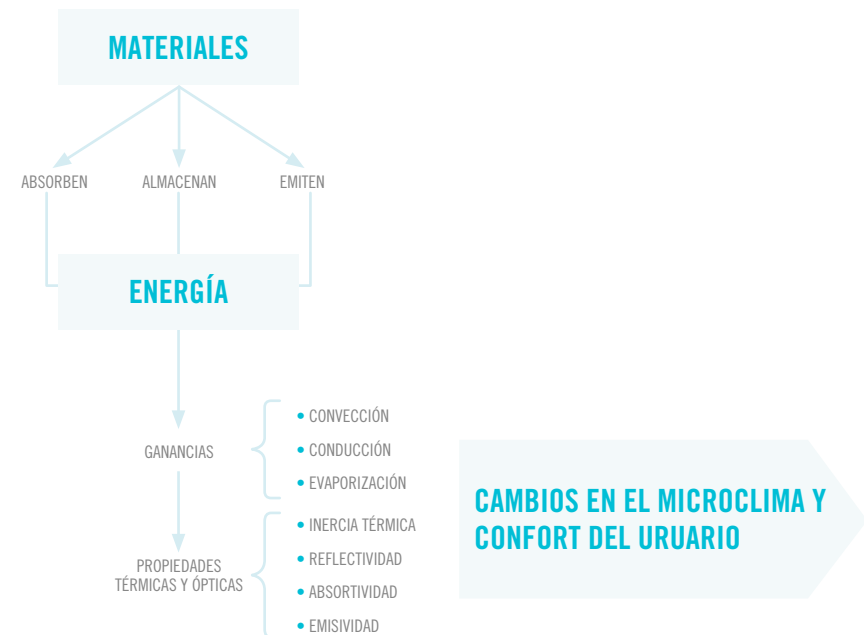 MATERIALES
ABSORBEN
ALMACENAN
EMITEN
ENERGÍA
GANANCIAS
• CONVECCIÓN
• CONDUCCIÓN
• EVAPORIZACIÓN
PROPIEDADES
TÉRMICAS Y ÓPTICAS
• INERCIA TÉRMICA
• REFLECTIVIDAD
• ABSORTIVIDAD
• EMISIVIDAD
CAMBIOS EN EL MICROCLIMA Y
CONFORT DEL URUARIO